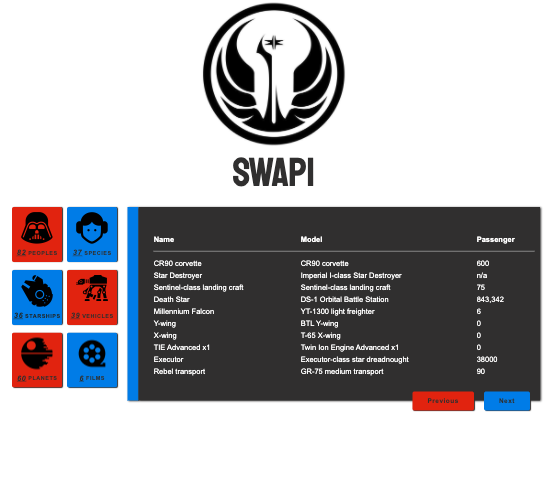 SWAPI
82 PEOPLES
37 SPECIES
36 STARSHIPS
39 VEHICLES
60 PLANETS
6 FILMS
Name Model Passenger
CR90 corvette CR90 corvette 600
Star Destroyer Imperial I-class Star Destroyer n/a
Sentinel-class landing craft Sentinel-class landing craft 75
Death Star DS-1 Orbital Battle Station 843,342
Millennium Falcon YT-1300 light freighter 6
Y-wing BTL Y-wing 0
X-wing T-65 X-wing 0
TIE Advanced x1 Twin Ion Engine Advanced x1 0
Executor Executor-class star dreadnought 38000
Rebel transport GR-75 medium transport 90
Previous Next